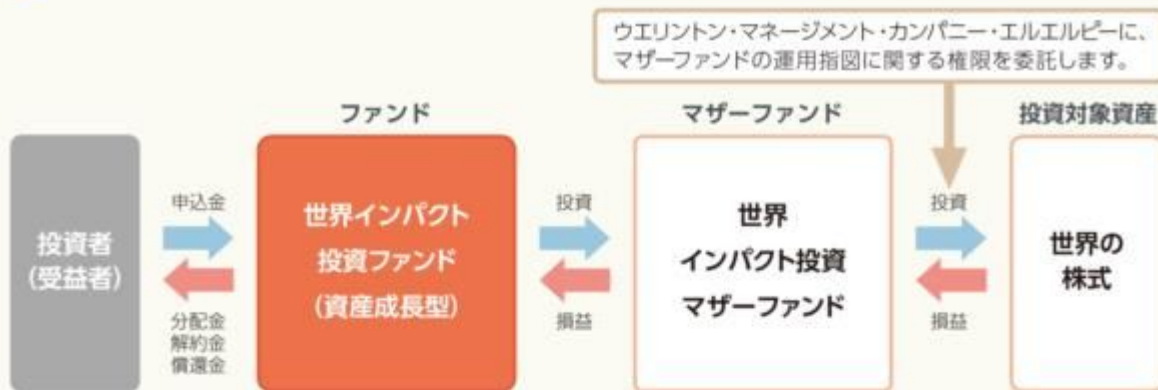 ウエリントン・マネージメント・カンパニー・エルエルピーに、
マザーファンドの運用指図に関する権限を委託します。
ファンド
マザーファンド
投資対象資産
投資者
(受益者)
申込金
分配金
解約金
償還金
世界インパクト
投資ファンド
(資産成長型)
投資
損益
世界
インパクト投資
マザーファンド
投資
損益
世界の
株式